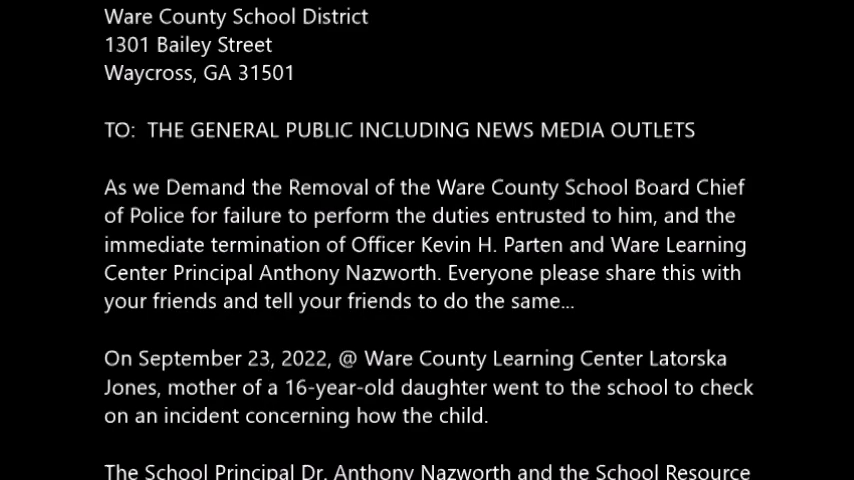 Ware County School District
1301 Bailey Street
Waycross, GA 31501
TO:  THE GENERAL PUBLIC INCLUDING NEWS MEDIA OUTLETS
As we Demand the Removal of the Ware County School Board Chief
of Police for failure to perform the duties entrusted to him, and the
immediate termination of Officer Kevin H. Parten and Ware Learning
Center Principal Anthony Nazworth. Everyone please share this with
your friends and tell your friends to do the same...
On September 23, 2022, @ Ware County Learning Center Latorska
Jones, mother of a 16-year-old daughter went to the school to check
on an incident concerning how the child.
The School Principal Dr. Anthony Nazworth and the School Resource